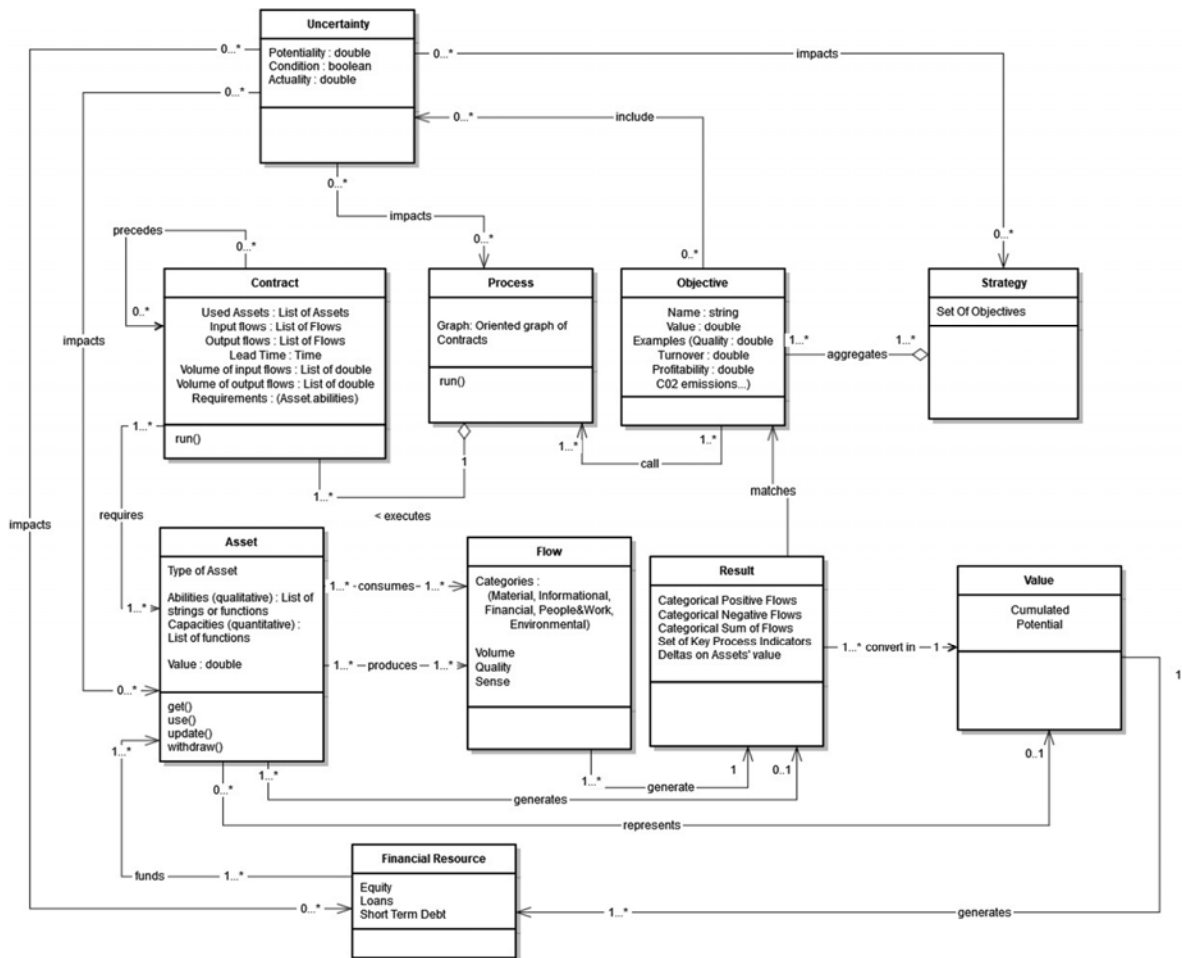 Uncertainty
Potentiality : double
Condition : boolean
Actuality : double
0...*
0...*
0...*
impacts
0...*
include
0...*
impacts
0...*
0...*
0..*
0...*
precedes
0...*
0..*
Contract
Used Assets : List of Assets
Input flows : List of Flows
Output flows : List of Flows
Lead Time : Time
Volume of input flows : List of double
Volume of output flows : List of double
Requirements : (Asset.abilities)
run()
Process
Graph: Oriented graph of
Contracts
run()
Objective
Name : string
Value : double
Examples (Quality : double
Turnover : double
Profitability : double
C02 emissions...)
Strategy
Set Of Objectives
1...*
aggregates
1...*
impacts
1...*
requires
1...*
1...*
1
< executes
1...*
call
1..*
matches
impacts
Asset
Type of Asset
Abilities (qualitative) : List of
strings or functions
Capacities (quantitative) :
List of functions
Value : double
get()
use()
update()
withdraw()
1...* consumes 1...*
1...* produces 1...*
Flow
Categories :
(Material, Informational,
Financial, People&Work,
Environmental)
Volume
Quality
Sense
Result
Categorical Positive Flows
Categorical Negative Flows
Categorical Sum of Flows
Set of Key Process Indicators
Deltas on Assets' value
1...* convert in 1
Value
Cumulated
Potential
1
0...*
1...*
0...*
1...*
1...*
generate
1
0..1
0..1
generates
represents
funds
1...*
Financial Resource
Equity
Loans
Short Term Debt
0...*
1...*
generates